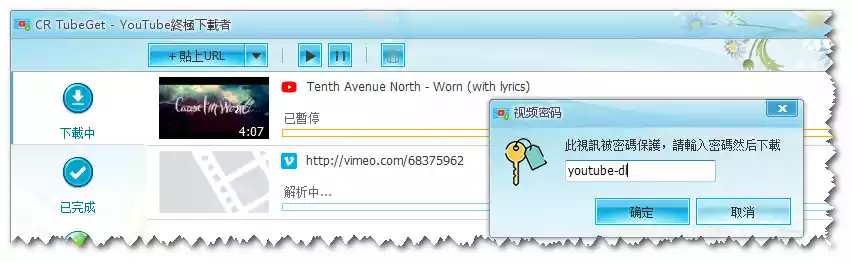 CR TubeGet - YouTube終極下載者
+ 貼上URL
下載中
已完成
4:07
Tenth Avenue North - Worn (with lyrics)
已暫停
http://vimeo.com/68375962
解析中...
视频密码
此視訊被密碼保護，請輸入密碼然后下載
youtube-dl
确定
取消